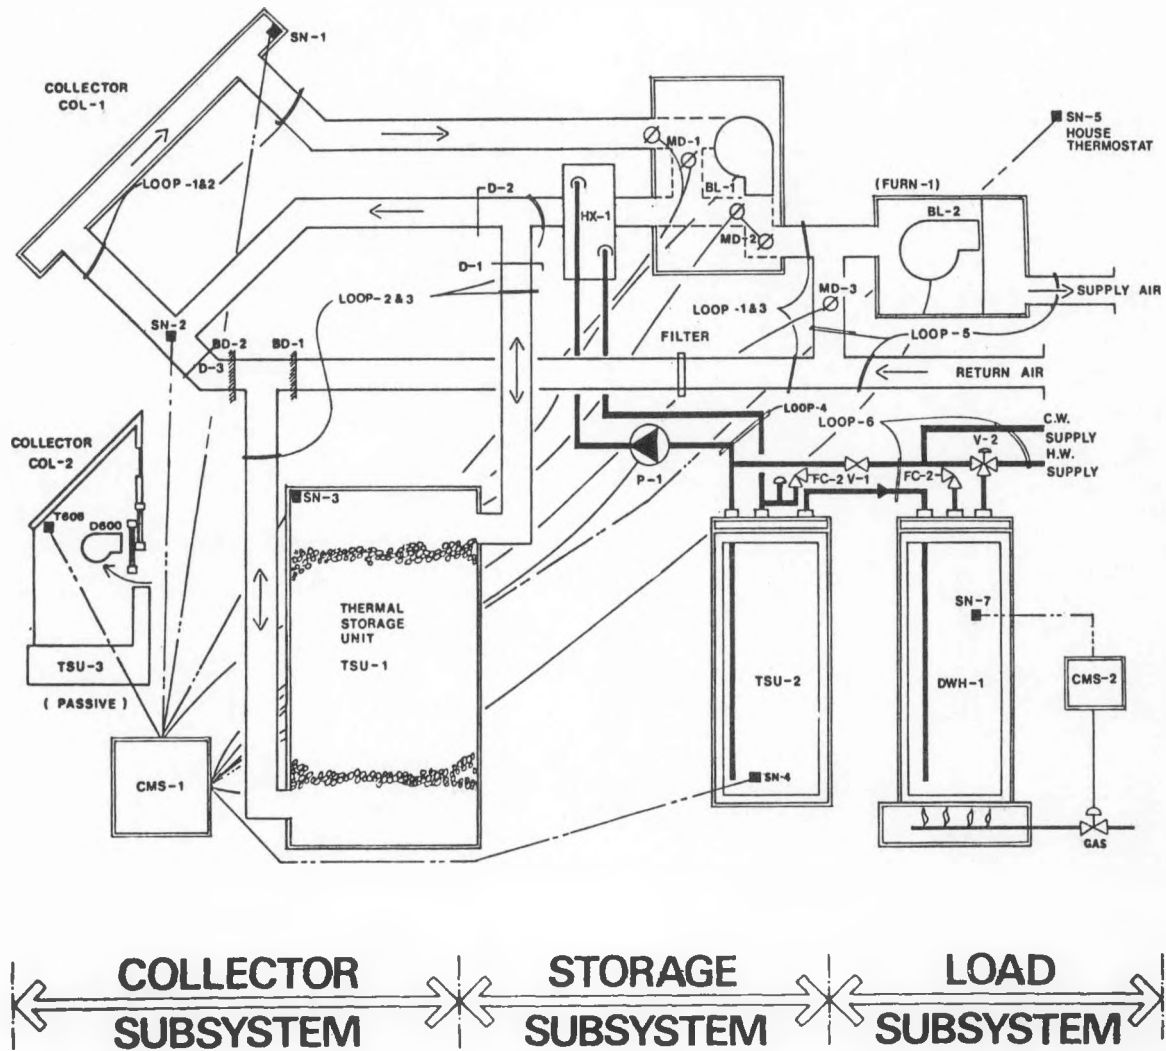 SN-1
COLLECTOR
COL-1
SN-5
HOUSE
THERMOSTAT
MD-1
LOOP-1&2
D-2
BL-1
(FURN-1)
HX-1
BL-2
MD-2
D-1
SUPPLY AIR
LOOP-2&3
MD-3
LOOP-1&3
SN-2
LOOP-5
BD-2
BD-1
FILTER
D-3
RETURN AIR
LOOP-4
LOOP-6
C.W.
SUPPLY
V-2
H.W.
SUPPLY
COLLECTOR
COL-2
P-1
FC-2
V-1
FC-2
SN-3
T606
D600
THERMAL
STORAGE
UNIT
TSU-1
SN-7
TSU-3
(PASSIVE)
TSU-2
DWH-1
CMS-2
CMS-1
SN-4
GAS
COLLECTOR
SUBSYSTEM
STORAGE
SUBSYSTEM
LOAD
SUBSYSTEM